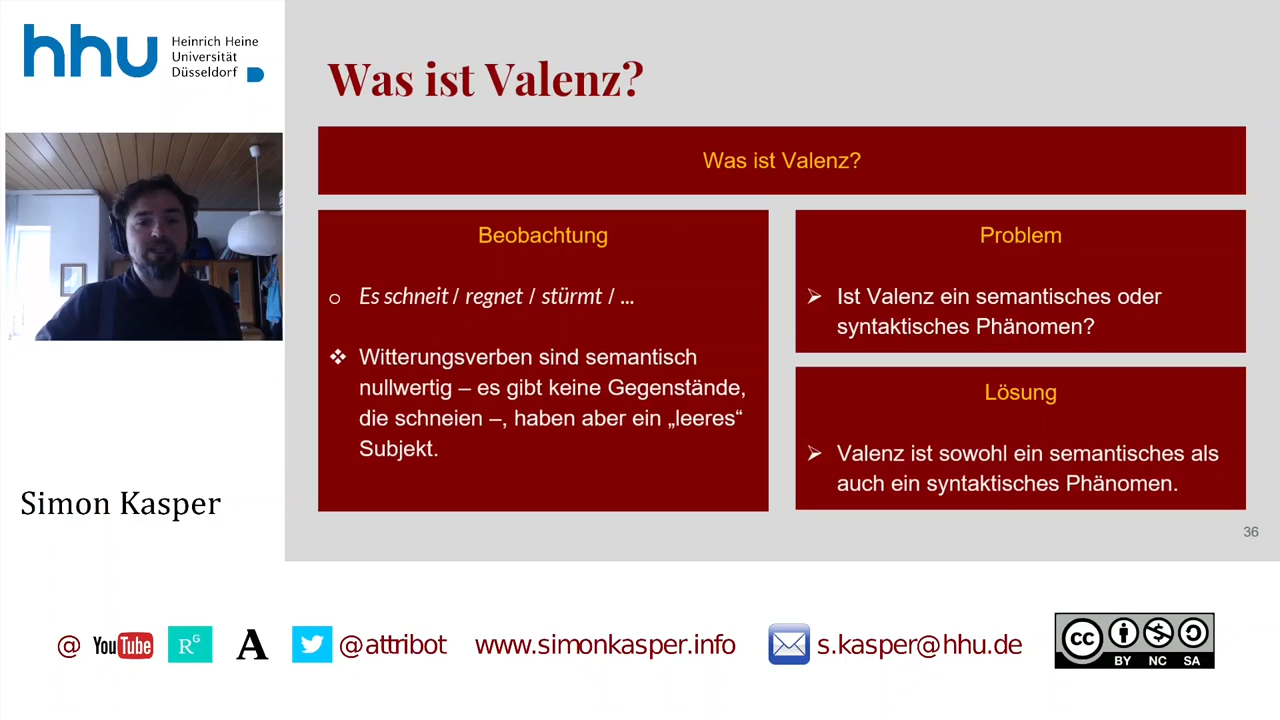 hhu Heinrich Heine
Universität
Düsseldorf
Was ist Valenz?
Was ist Valenz?
Beobachtung
o Es schneit / regnet / stürmt / ...
❖ Witterungsverben sind semantisch
nullwertig – es gibt keine Gegenstände,
die schneien –, haben aber ein „leeres“
Subjekt.
Problem
➢ Ist Valenz ein semantisches oder
syntaktisches Phänomen?
Lösung
➢ Valenz ist sowohl ein semantisches als
auch ein syntaktisches Phänomen.
36
Simon Kasper
@ YouTube RG A @attribot www.simonkasper.info s.kasper@hhu.de
cc BY NC SA